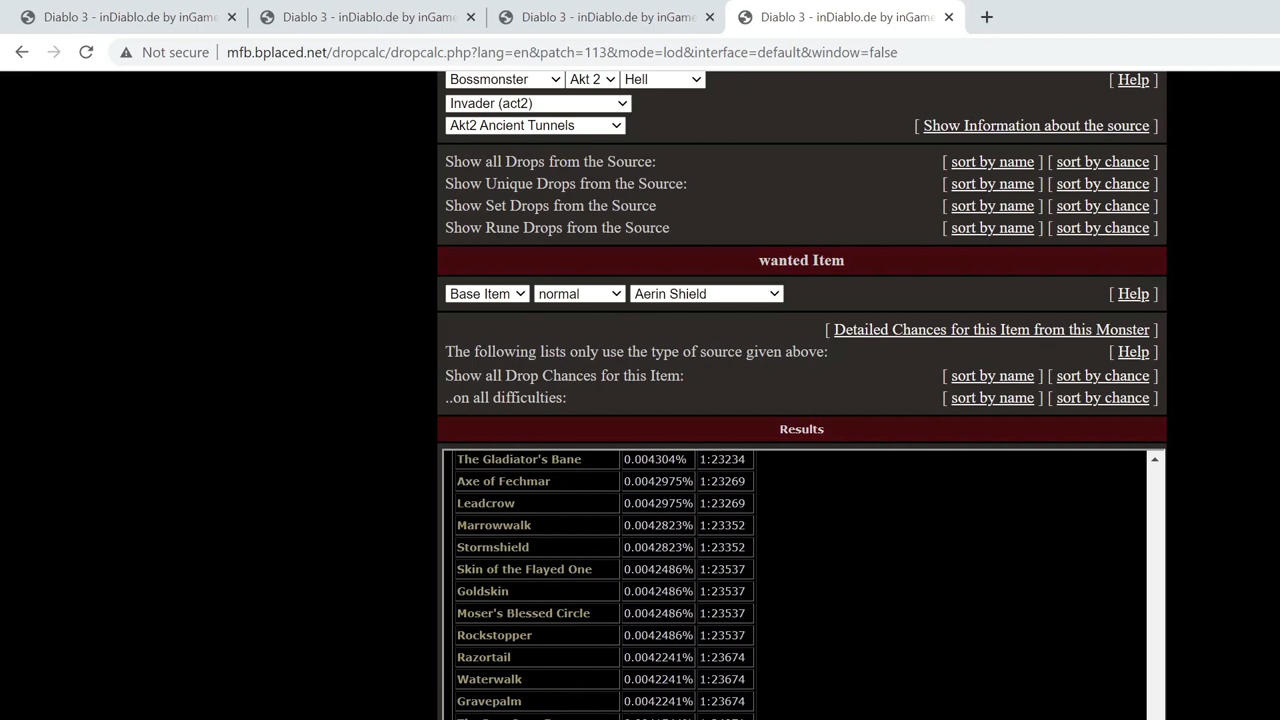 Diablo 3 - inDiablo.de by inGame
Diablo 3 - inDiablo.de by inGame
Diablo 3 - inDiablo.de by inGame
Diablo 3 - inDiablo.de by inGame
Not secure mfb.bplaced.net/dropcalc/dropcalc.php?lang=en&patch=113&mode=lod&interface=default&window=false
Bossmonster Akt 2 Hell [ Help ]
Invader (act2)
Akt2 Ancient Tunnels [ Show Information about the source ]
Show all Drops from the Source: [ sort by name ] [ sort by chance ]
Show Unique Drops from the Source: [ sort by name ] [ sort by chance ]
Show Set Drops from the Source [ sort by name ] [ sort by chance ]
Show Rune Drops from the Source [ sort by name ] [ sort by chance ]
wanted Item
Base Item normal Aerin Shield [ Help ]
[ Detailed Chances for this Item from this Monster ]
The following lists only use the type of source given above: [ Help ]
Show all Drop Chances for this Item: [ sort by name ] [ sort by chance ]
..on all difficulties: [ sort by name ] [ sort by chance ]
Results
The Gladiator's Bane 0.004304% 1:23234
Axe of Fechmar 0.0042975% 1:23269
Leadcrow 0.0042975% 1:23269
Marrowwalk 0.0042823% 1:23352
Stormshield 0.0042823% 1:23352
Skin of the Flayed One 0.0042486% 1:23537
Goldskin 0.0042486% 1:23537
Moser's Blessed Circle 0.0042486% 1:23537
Rockstopper 0.0042486% 1:23537
Razortail 0.0042241% 1:23674
Waterwalk 0.0042241% 1:23674
Gravepalm 0.0042241% 1:23674